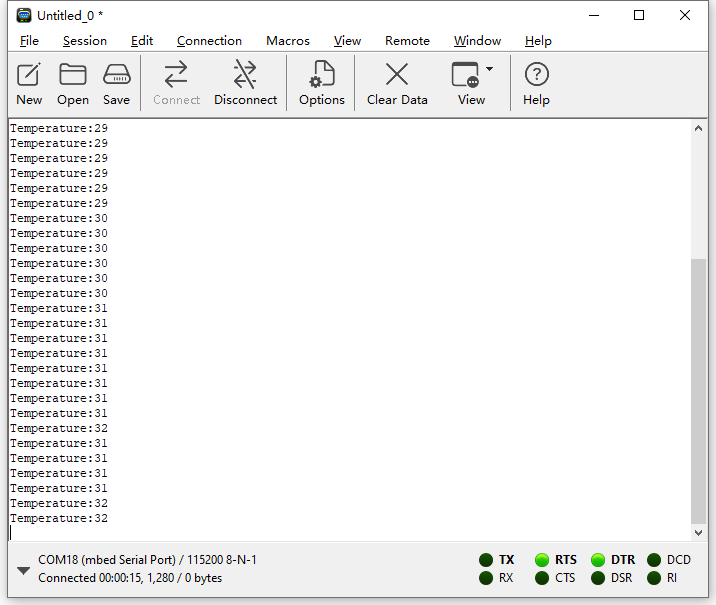 Untitled_0 *
File Session Edit Connection Macros View Remote Window Help
New Open Save Connect Disconnect Options Clear Data View Help
Temperature:29
Temperature:29
Temperature:29
Temperature:29
Temperature:29
Temperature:29
Temperature:30
Temperature:30
Temperature:30
Temperature:30
Temperature:30
Temperature:30
Temperature:31
Temperature:31
Temperature:31
Temperature:31
Temperature:31
Temperature:31
Temperature:31
Temperature:31
Temperature:32
Temperature:31
Temperature:31
Temperature:31
Temperature:31
Temperature:32
Temperature:32
COM18 (mbed Serial Port) / 115200 8-N-1 TX RTS DTR DCD
Connected 00:00:15, 1,280 / 0 bytes RX CTS DSR RI